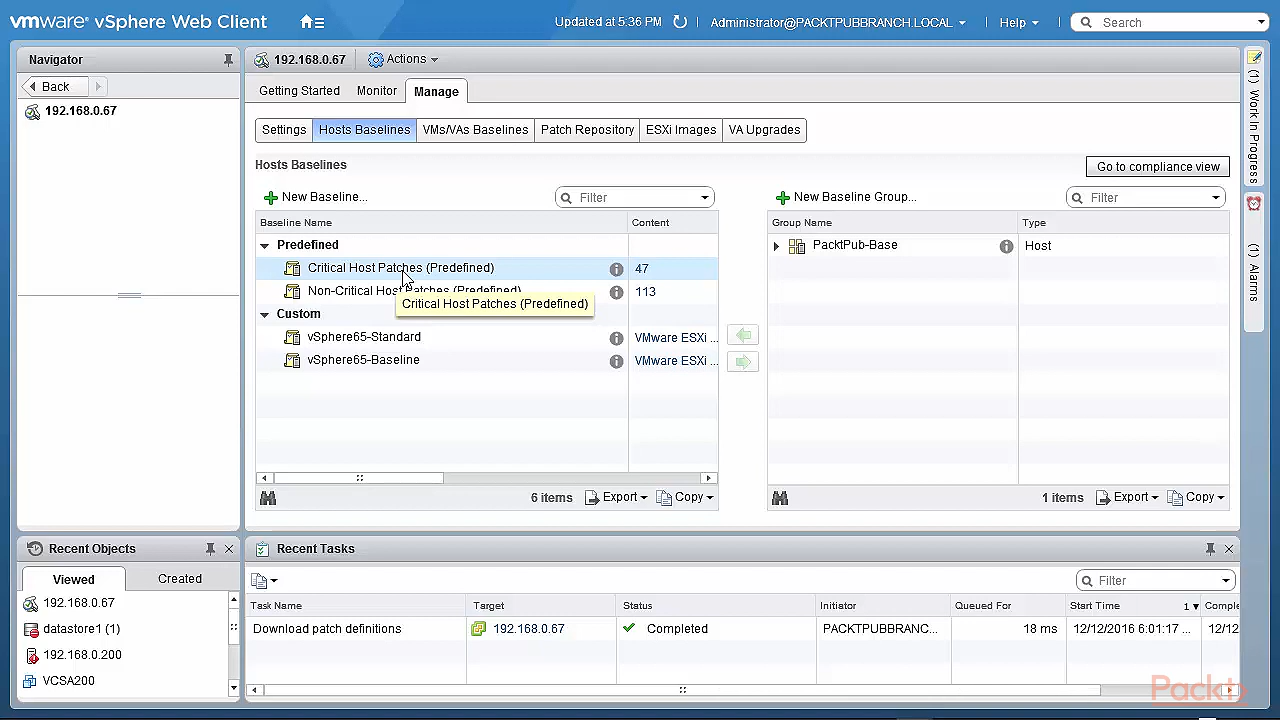 vmware® vSphere Web Client
Updated at 5:36 PM
Administrator@PACKTPUBBRANCH.LOCAL
Help
Search
Navigator
Back
192.168.0.67
192.168.0.67
Actions
Getting Started
Monitor
Manage
Settings
Hosts Baselines
VMs/VAs Baselines
Patch Repository
ESXi Images
VA Upgrades
Hosts Baselines
Go to compliance view
New Baseline...
Filter
New Baseline Group...
Filter
Baseline Name
Content
Predefined
Critical Host Patches (Predefined)
47
Non-Critical Host Patches (Predefined)
113
Critical Host Patches (Predefined)
Custom
vSphere65-Standard
VMware ESXi ...
vSphere65-Baseline
VMware ESXi ...
6 items
Export
Copy
Group Name
Type
PacktPub-Base
Host
1 items
Export
Copy
(1) Work In Progress
(1) Alarms
Recent Objects
Viewed
Created
192.168.0.67
datastore1 (1)
192.168.0.200
VCSA200
Recent Tasks
Filter
Task Name
Target
Status
Initiator
Queued For
Start Time
1
Comple
Download patch definitions
192.168.0.67
Completed
PACKTPUBBRANC...
18 ms
12/12/2016 6:01:17 ...
12/12
Packt